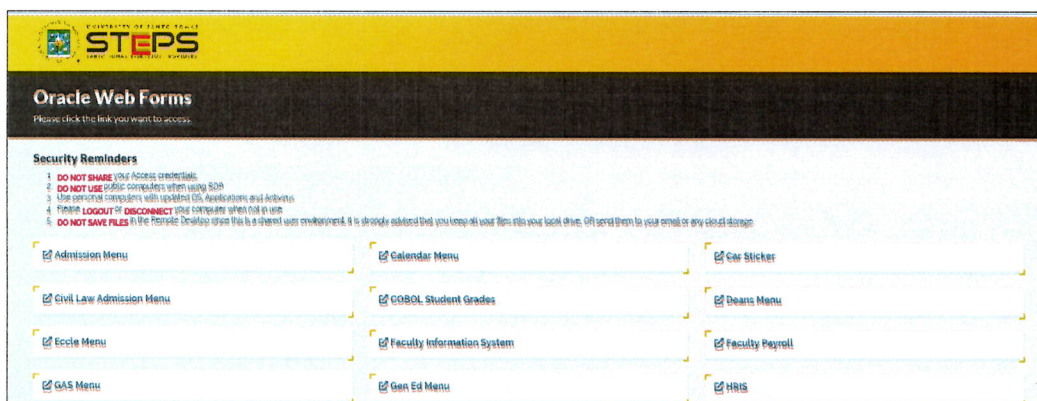 UNIVERSITY OF SANTO TOMAS
STEPS
Oracle Web Forms
Please click the link you want to access.
Security Reminders
1. DO NOT SHARE your Access credentials.
2. DO NOT USE public computers when using RDP
3. Use personal computers with updated OS, Applications and Antivirus
4. Please LOGOUT or DISCONNECT your computer when not in use
5. DO NOT SAVE FILES in the Remote Desktop since this is a shared user environment. It is strongly advised that you keep all your files into your local drive, OR send them to your email or any cloud storage.
Admission Menu
Calendar Menu
Car Sticker
Civil Law Admission Menu
COBOL Student Grades
Deans Menu
Eccle Menu
Faculty Information System
Faculty Payroll
GAS Menu
Gen Ed Menu
HRIS